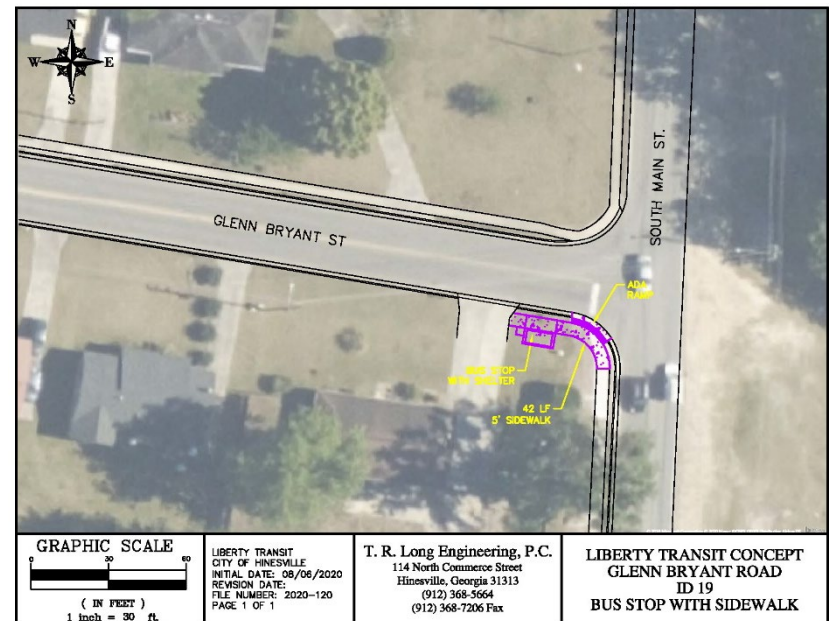 N
W E
S
SOUTH MAIN ST.
GLENN BRYANT ST
ADA
RAMP
BUS STOP
WITH SHELTER
42 LF
5' SIDEWALK
GRAPHIC SCALE
0 30 60
( IN FEET )
1 inch = 30 ft.
LIBERTY TRANSIT
CITY OF HINESVILLE
INITIAL DATE: 08/06/2020
REVISION DATE:
FILE NUMBER: 2020-120
PAGE 1 OF 1
T. R. Long Engineering, P.C.
114 North Commerce Street
Hinesville, Georgia 31313
(912) 368-5664
(912) 368-7206 Fax
LIBERTY TRANSIT CONCEPT
GLENN BRYANT ROAD
ID 19
BUS STOP WITH SIDEWALK